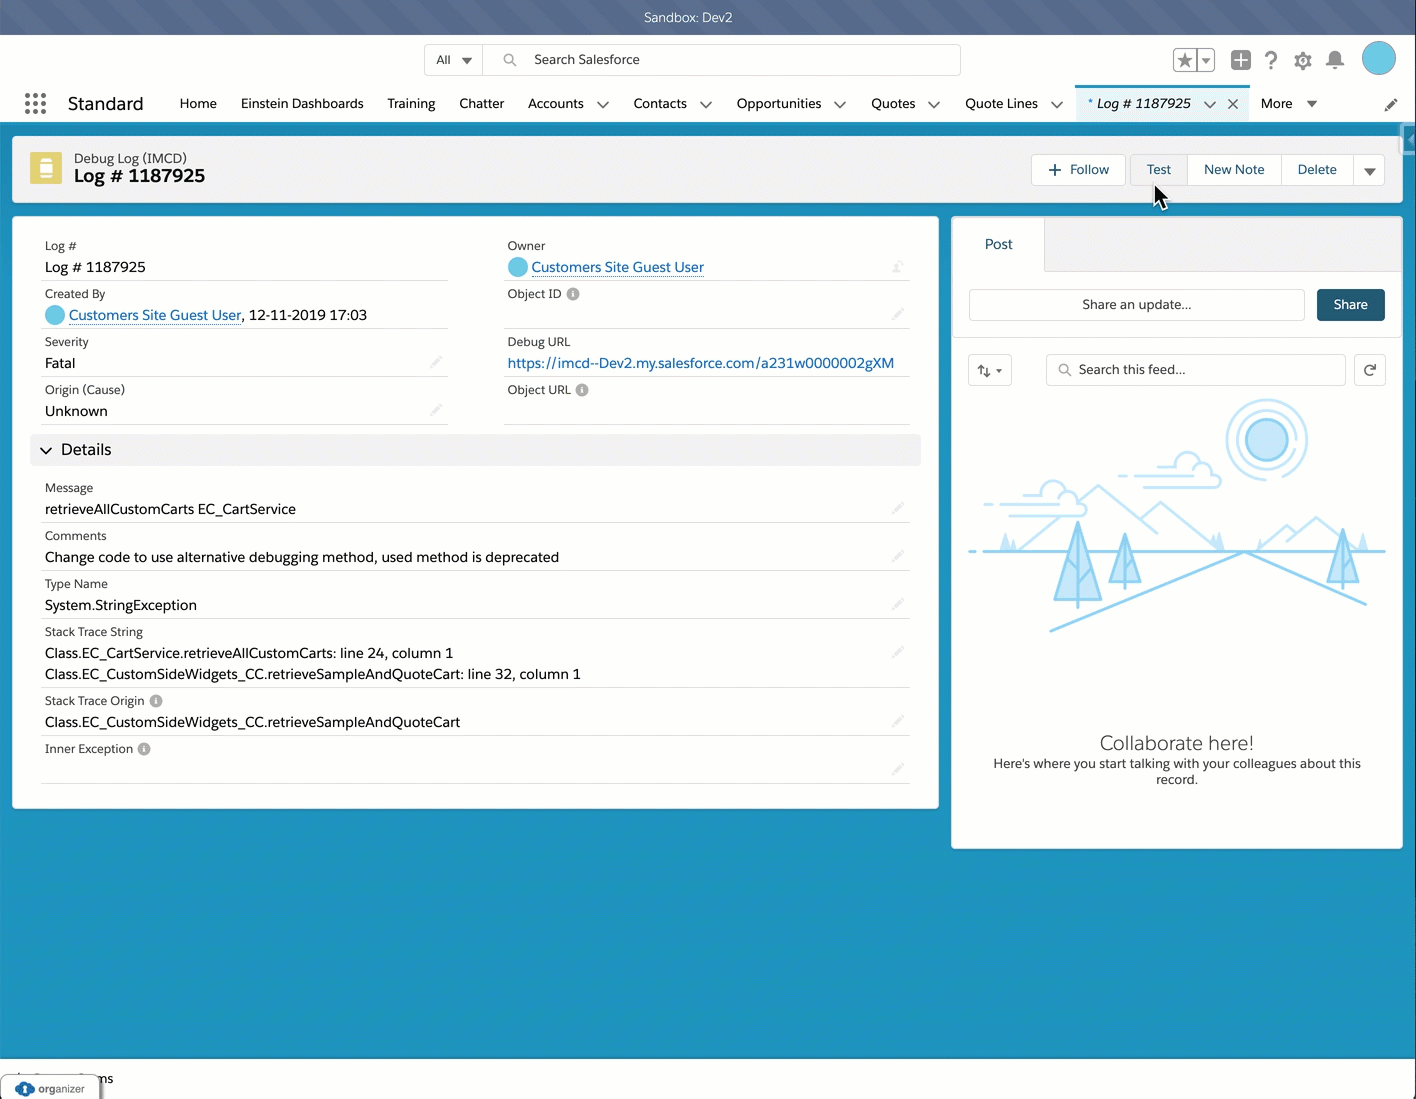 Sandbox: Dev2
All
Search Salesforce
Standard
Home
Einstein Dashboards
Training
Chatter
Accounts
Contacts
Opportunities
Quotes
Quote Lines
* Log # 1187925
More
Debug Log (IMCD)
Log # 1187925
Follow
Test
New Note
Delete
Log #
Log # 1187925
Owner
Customers Site Guest User
Created By
Customers Site Guest User, 12-11-2019 17:03
Object ID
Severity
Fatal
Debug URL
https://imcd--Dev2.my.salesforce.com/a231w0000002gXM
Origin (Cause)
Unknown
Object URL
Details
Message
retrieveAllCustomCarts EC_CartService
Comments
Change code to use alternative debugging method, used method is deprecated
Type Name
System.StringException
Stack Trace String
Class.EC_CartService.retrieveAllCustomCarts: line 24, column 1
Class.EC_CustomSideWidgets_CC.retrieveSampleAndQuoteCart: line 32, column 1
Stack Trace Origin
Class.EC_CustomSideWidgets_CC.retrieveSampleAndQuoteCart
Inner Exception
Post
Share an update...
Share
Search this feed...
Collaborate here!
Here's where you start talking with your colleagues about this
record.
organizer